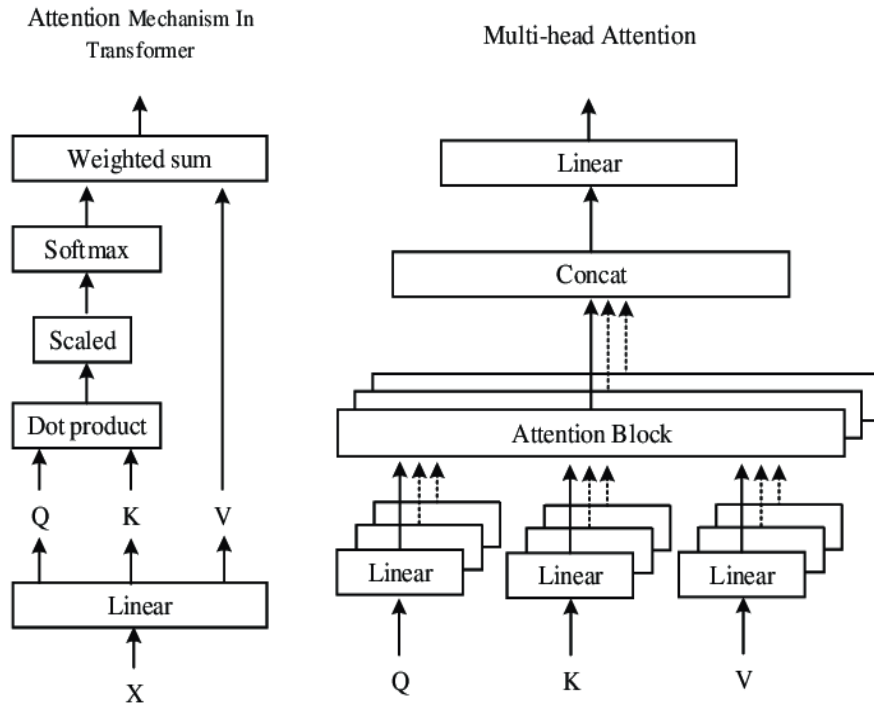 Attention Mechanism In
Transformer
Weighted sum
Softmax
Scaled
Dot product
Q K V
Linear
X
Multi-head Attention
Linear
Concat
Attention Block
Linear Linear Linear
Q K V